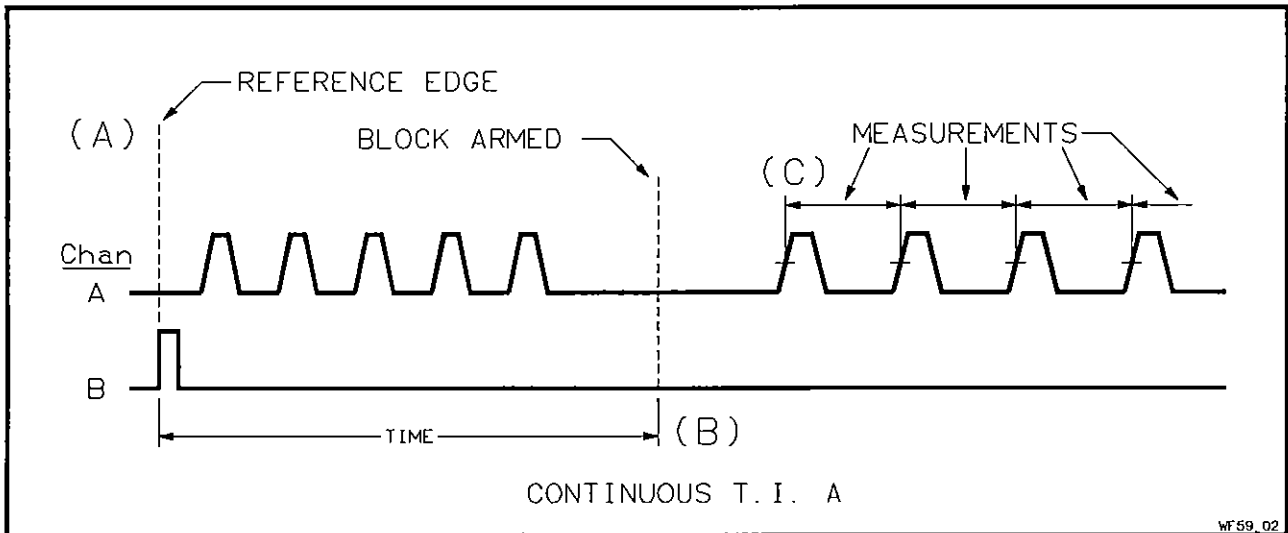 REFERENCE EDGE
(A)
BLOCK ARMED
MEASUREMENTS
(C)
Chan
A
B
TIME
(B)
CONTINUOUS T.I. A
WF59_02